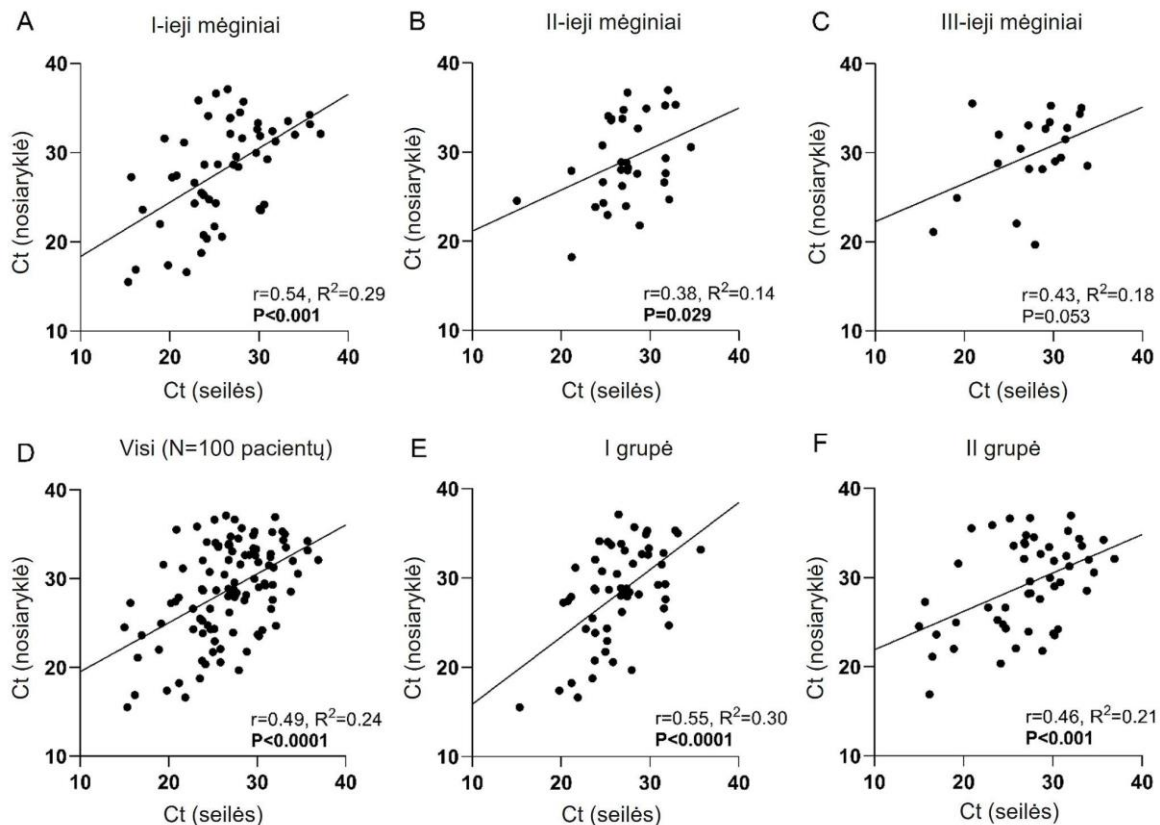 A
I-ieji mėginiai
Ct (nosiaryklė)
40
30
20
10
10 20 30 40
r=0.54, R²=0.29
P<0.001
Ct (seilės)
B
II-ieji mėginiai
Ct (nosiaryklė)
40
30
20
10
10 20 30 40
r=0.38, R²=0.14
P=0.029
Ct (seilės)
C
III-ieji mėginiai
Ct (nosiaryklė)
40
30
20
10
10 20 30 40
r=0.43, R²=0.18
P=0.053
Ct (seilės)
D
Visi (N=100 pacientų)
Ct (nosiaryklė)
40
30
20
10
10 20 30 40
r=0.49, R²=0.24
P<0.0001
Ct (seilės)
E
I grupė
Ct (nosiaryklė)
40
30
20
10
10 20 30 40
r=0.55, R²=0.30
P<0.0001
Ct (seilės)
F
II grupė
Ct (nosiaryklė)
40
30
20
10
10 20 30 40
r=0.46, R²=0.21
P<0.001
Ct (seilės)